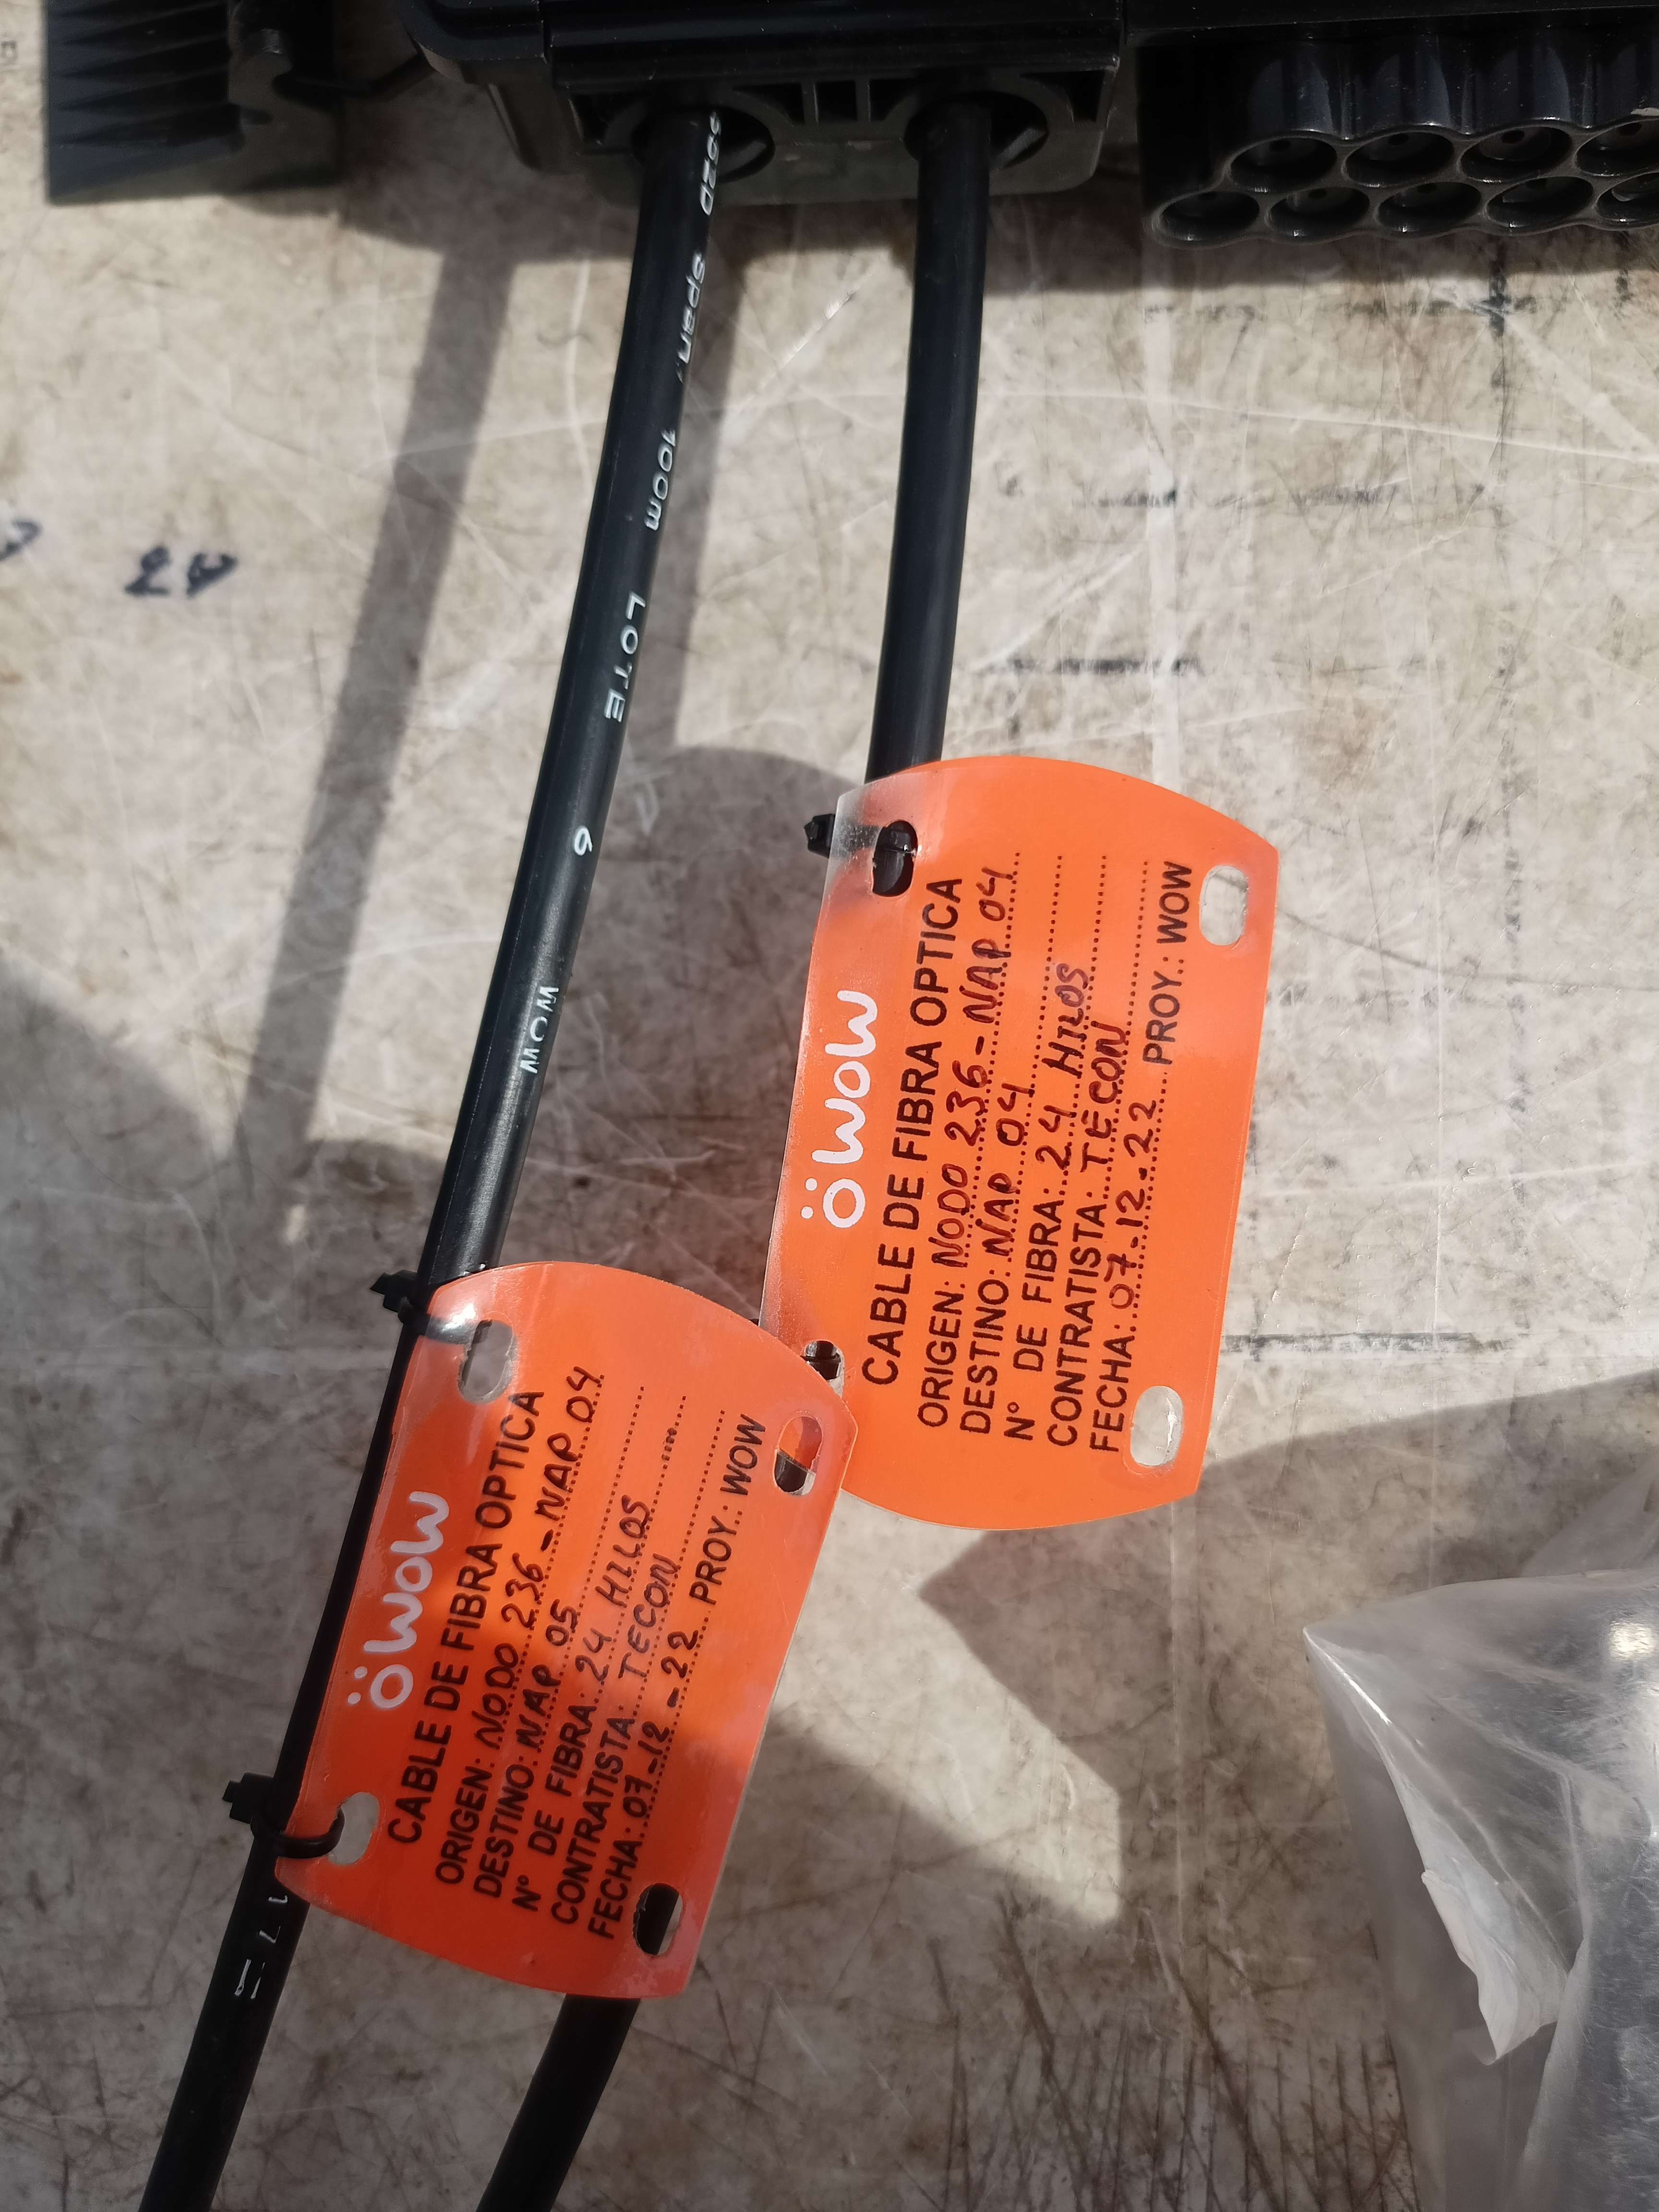 G652D Span: 100m LOTE 6 WOW
24
ÖWOW
CABLE DE FIBRA OPTICA
ORIGEN: NODO 236 - NAP 04
DESTINO: NAP 04
N° DE FIBRA: 24 HILOS
CONTRATISTA: TECON
FECHA: 07-12-22 PROY.: WOW
ÖWOW
CABLE DE FIBRA OPTICA
ORIGEN: NODO 236 - NAP 04
DESTINO: NAP 05
N° DE FIBRA: 24 HILOS
CONTRATISTA: TECON
FECHA: 07-12-22 PROY.: WOW